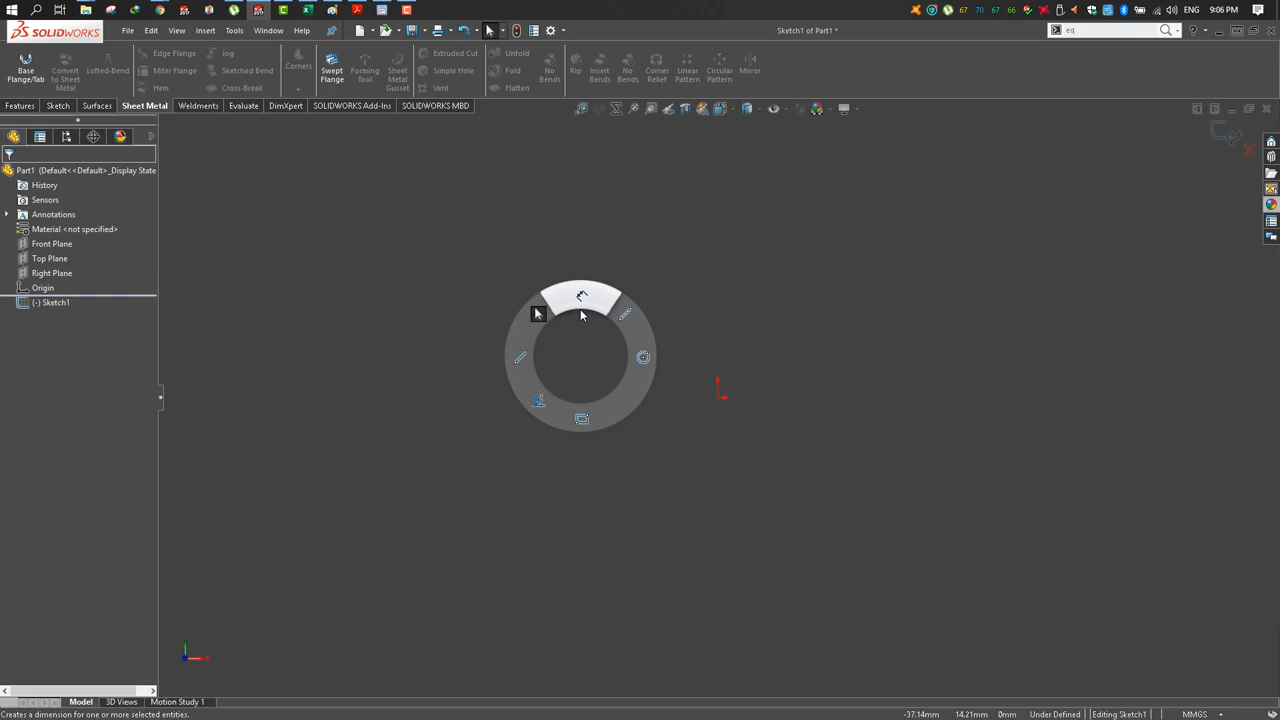 ENG 9:06 PM
67 70 67 66
SOLIDWORKS File Edit View Insert Tools Window Help Sketch1 of Part1 * eq
Base Flange/Tab
Convert to Sheet Metal
Lofted-Bend
Edge Flange
Miter Flange
Hem
Jog
Sketched Bend
Cross-Break
Corners
Swept Flange
Forming Tool
Sheet Metal Gusset
Extruded Cut
Simple Hole
Vent
Unfold
Fold
Flatten
No Bends
Rip
Insert Bends
No Bends
Corner Relief
Linear Pattern
Circular Pattern
Mirror
Features Sketch Surfaces Sheet Metal Weldments Evaluate DimXpert SOLIDWORKS Add-Ins SOLIDWORKS MBD
Part1 (Default<<Default>_Display State
History
Sensors
Annotations
Material <not specified>
Front Plane
Top Plane
Right Plane
Origin
(-) Sketch1
Model 3D Views Motion Study 1
Creates a dimension for one or more selected entities. -37.14mm 14.21mm 0mm Under Defined Editing Sketch1 MMGS